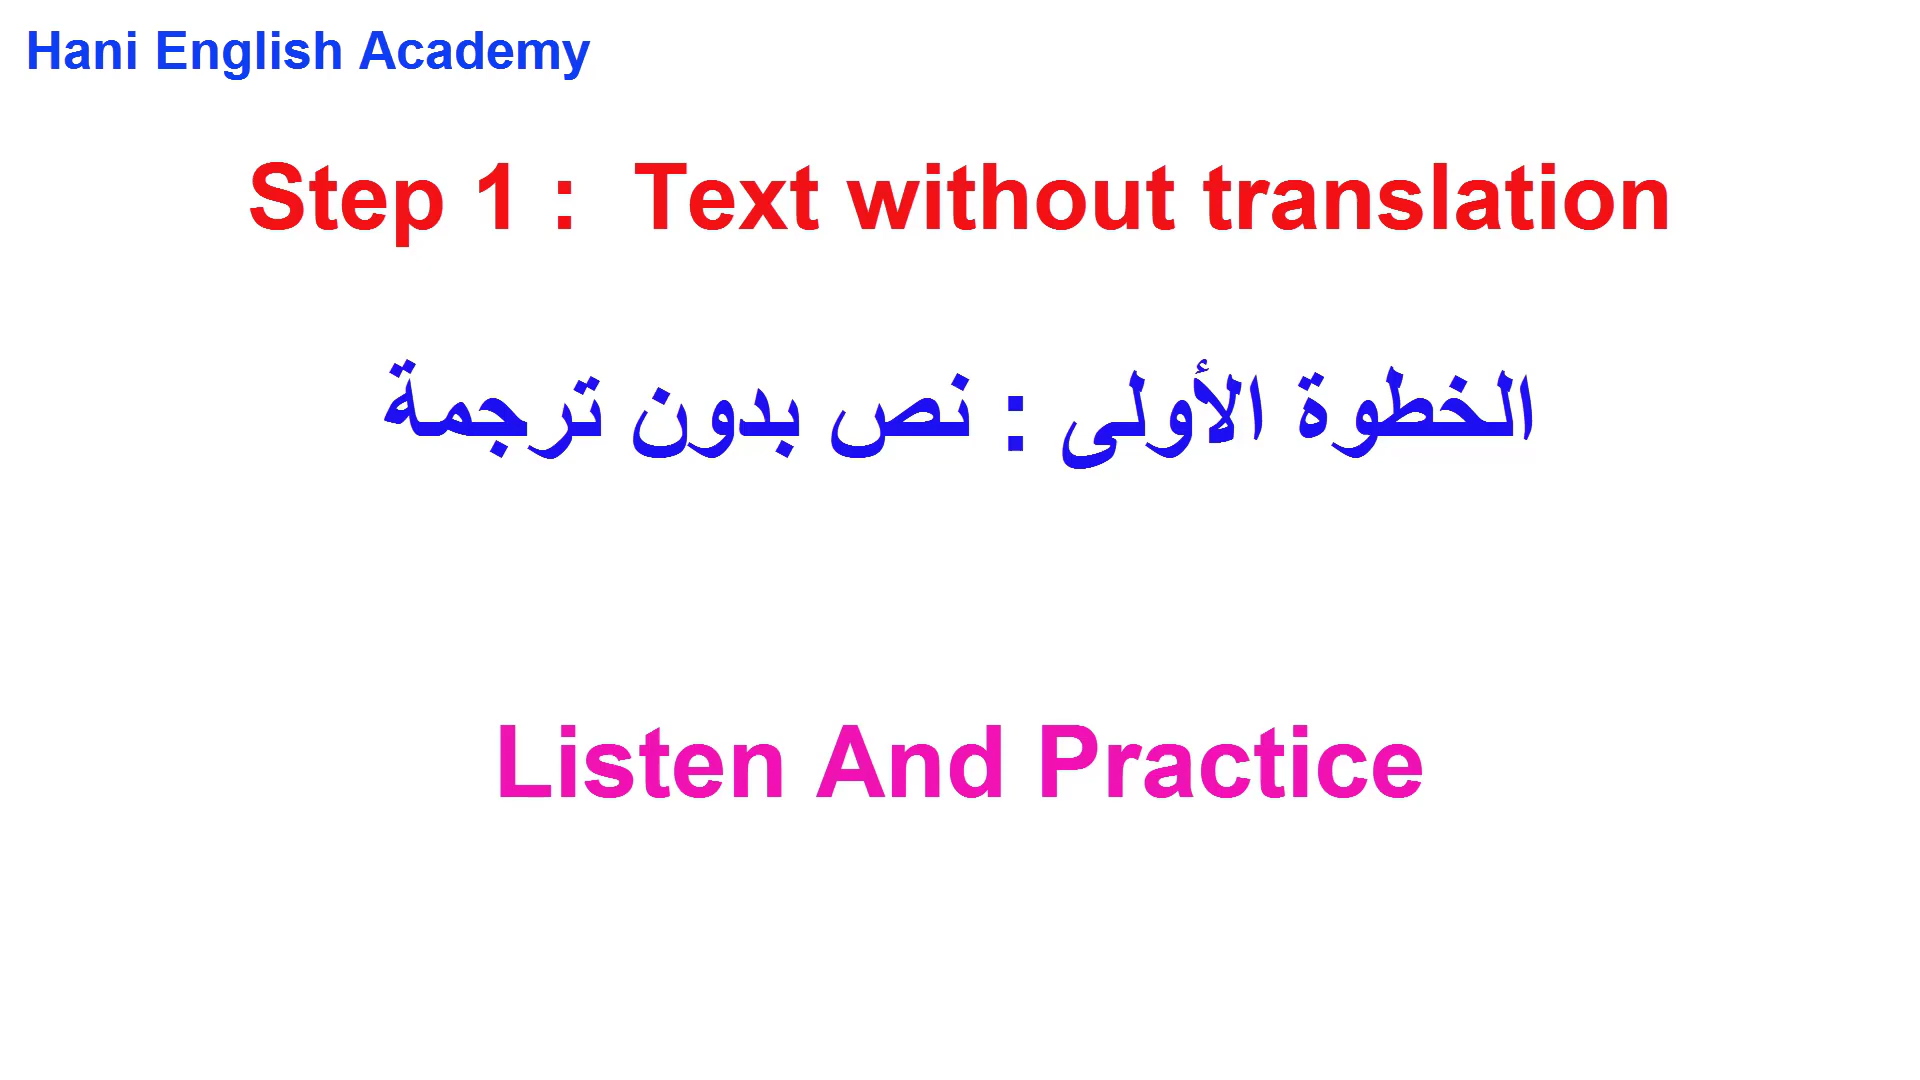 Hani English Academy
Step 1 : Text without translation
الخطوة الأولى : نص بدون ترجمة
Listen And Practice